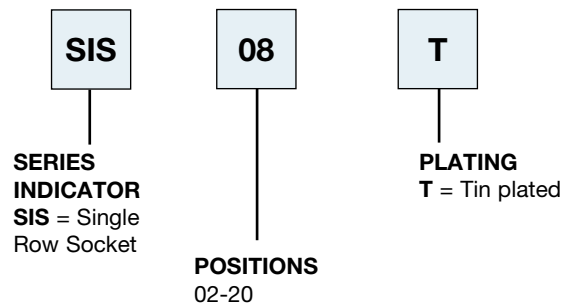 SIS 08 T
SERIES
INDICATOR
SIS = Single
Row Socket
POSITIONS
02-20
PLATING
T = Tin plated